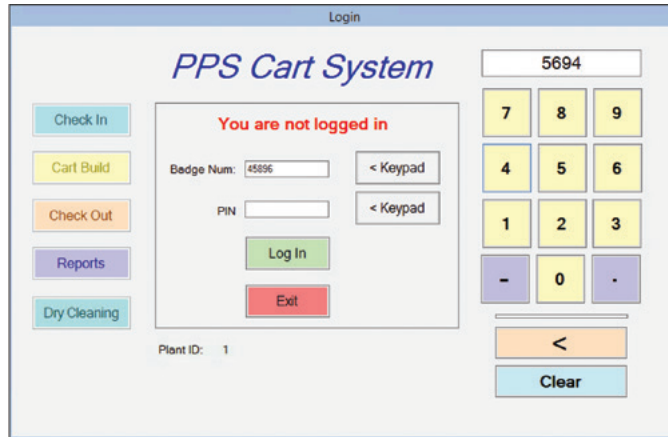 Login
PPS Cart System
Check In
Cart Build
Check Out
Reports
Dry Cleaning
You are not logged in
Badge Num: 45896 < Keypad
PIN < Keypad
Log In
Exit
Plant ID: 1
5694
7 8 9
4 5 6
1 2 3
- 0 .
<
Clear